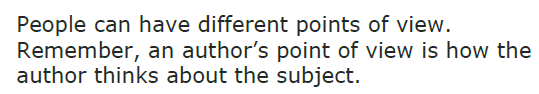 People can have different points of view.
Remember, an author’s point of view is how the
author thinks about the subject.